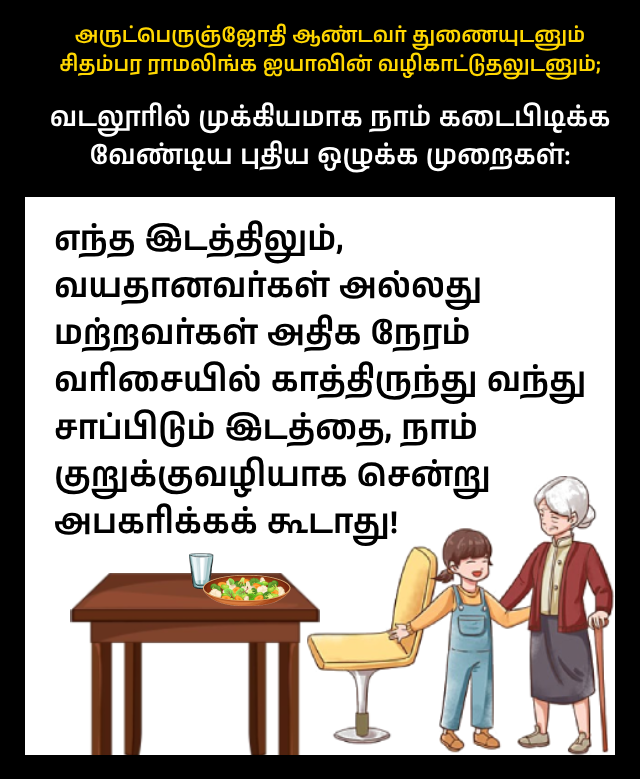 அருட்பெருஞ்ஜோதி ஆண்டவர் துணையுடனும்
சிதம்பர ராமலிங்க ஐயாவின் வழிகாட்டுதலுடனும்;
வடலூரில் முக்கியமாக நாம் கடைபிடிக்க
வேண்டிய புதிய ஒழுக்க முறைகள்:
எந்த இடத்திலும்,
வயதானவர்கள் அல்லது
மற்றவர்கள் அதிக நேரம்
வரிசையில் காத்திருந்து வந்து
சாப்பிடும் இடத்தை, நாம்
குறுக்குவழியாக சென்று
அபகரிக்கக் கூடாது!